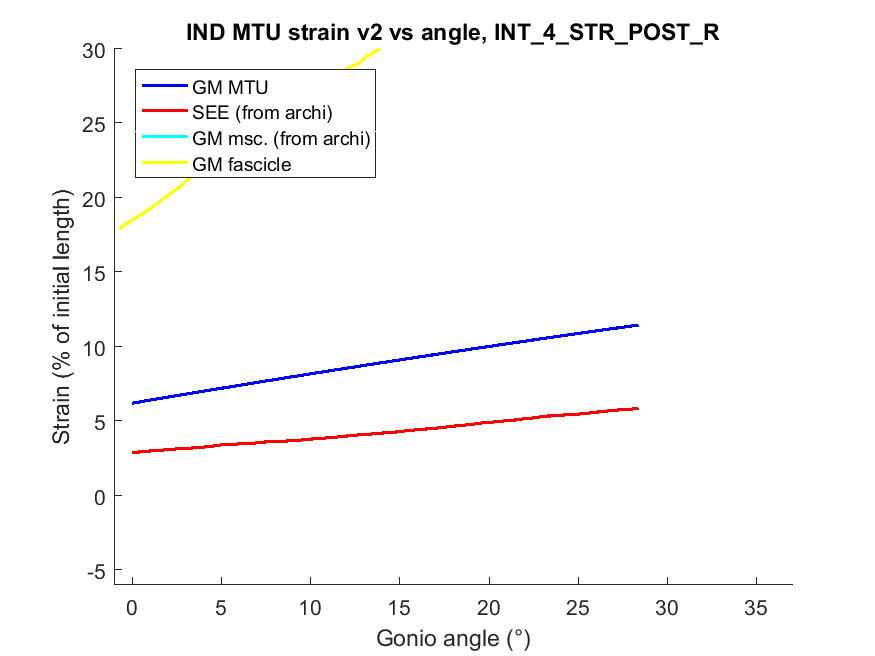 IND MTU strain v2 vs angle, INT_4_STR_POST_R
30
25
20
15
10
5
0
-5
Strain (% of initial length)
GM MTU
SEE (from archi)
GM msc. (from archi)
GM fascicle
0 5 10 15 20 25 30 35
Gonio angle (°)